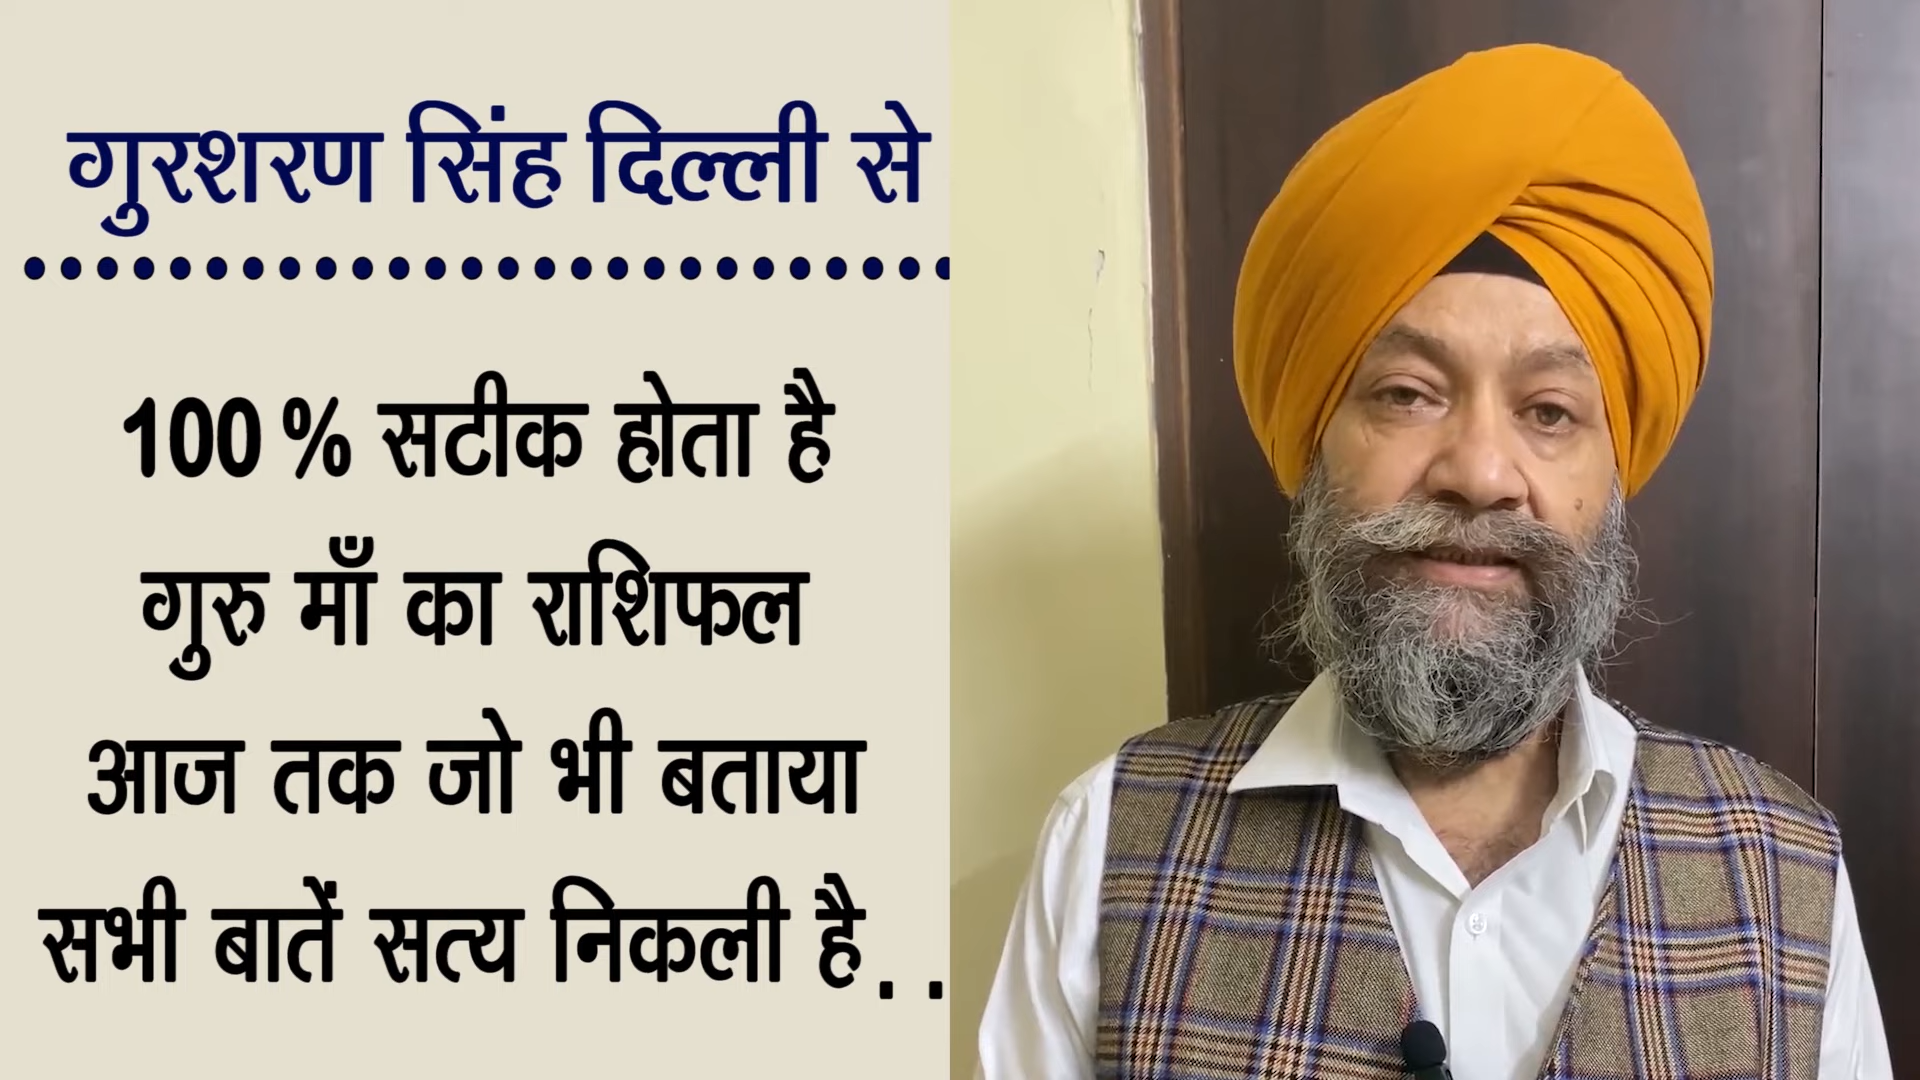 गुरशरण सिंह दिल्ली से
100 % सटीक होता है
गुरु माँ का राशिफल
आज तक जो भी बताया
सभी बातें सत्य निकली है . .